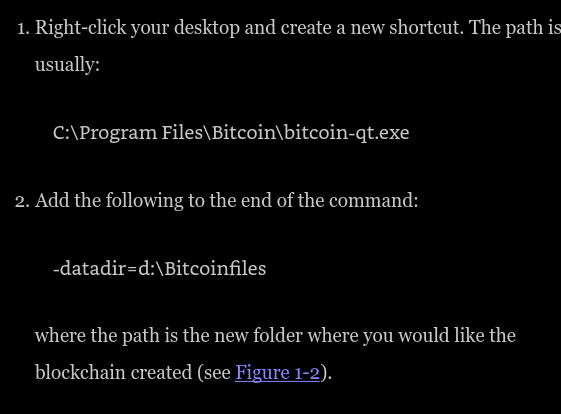 1. Right-click your desktop and create a new shortcut. The path is
usually:
C:\Program Files\Bitcoin\bitcoin-qt.exe
2. Add the following to the end of the command:
-datadir=d:\Bitcoinfiles
where the path is the new folder where you would like the
blockchain created (see Figure 1-2).